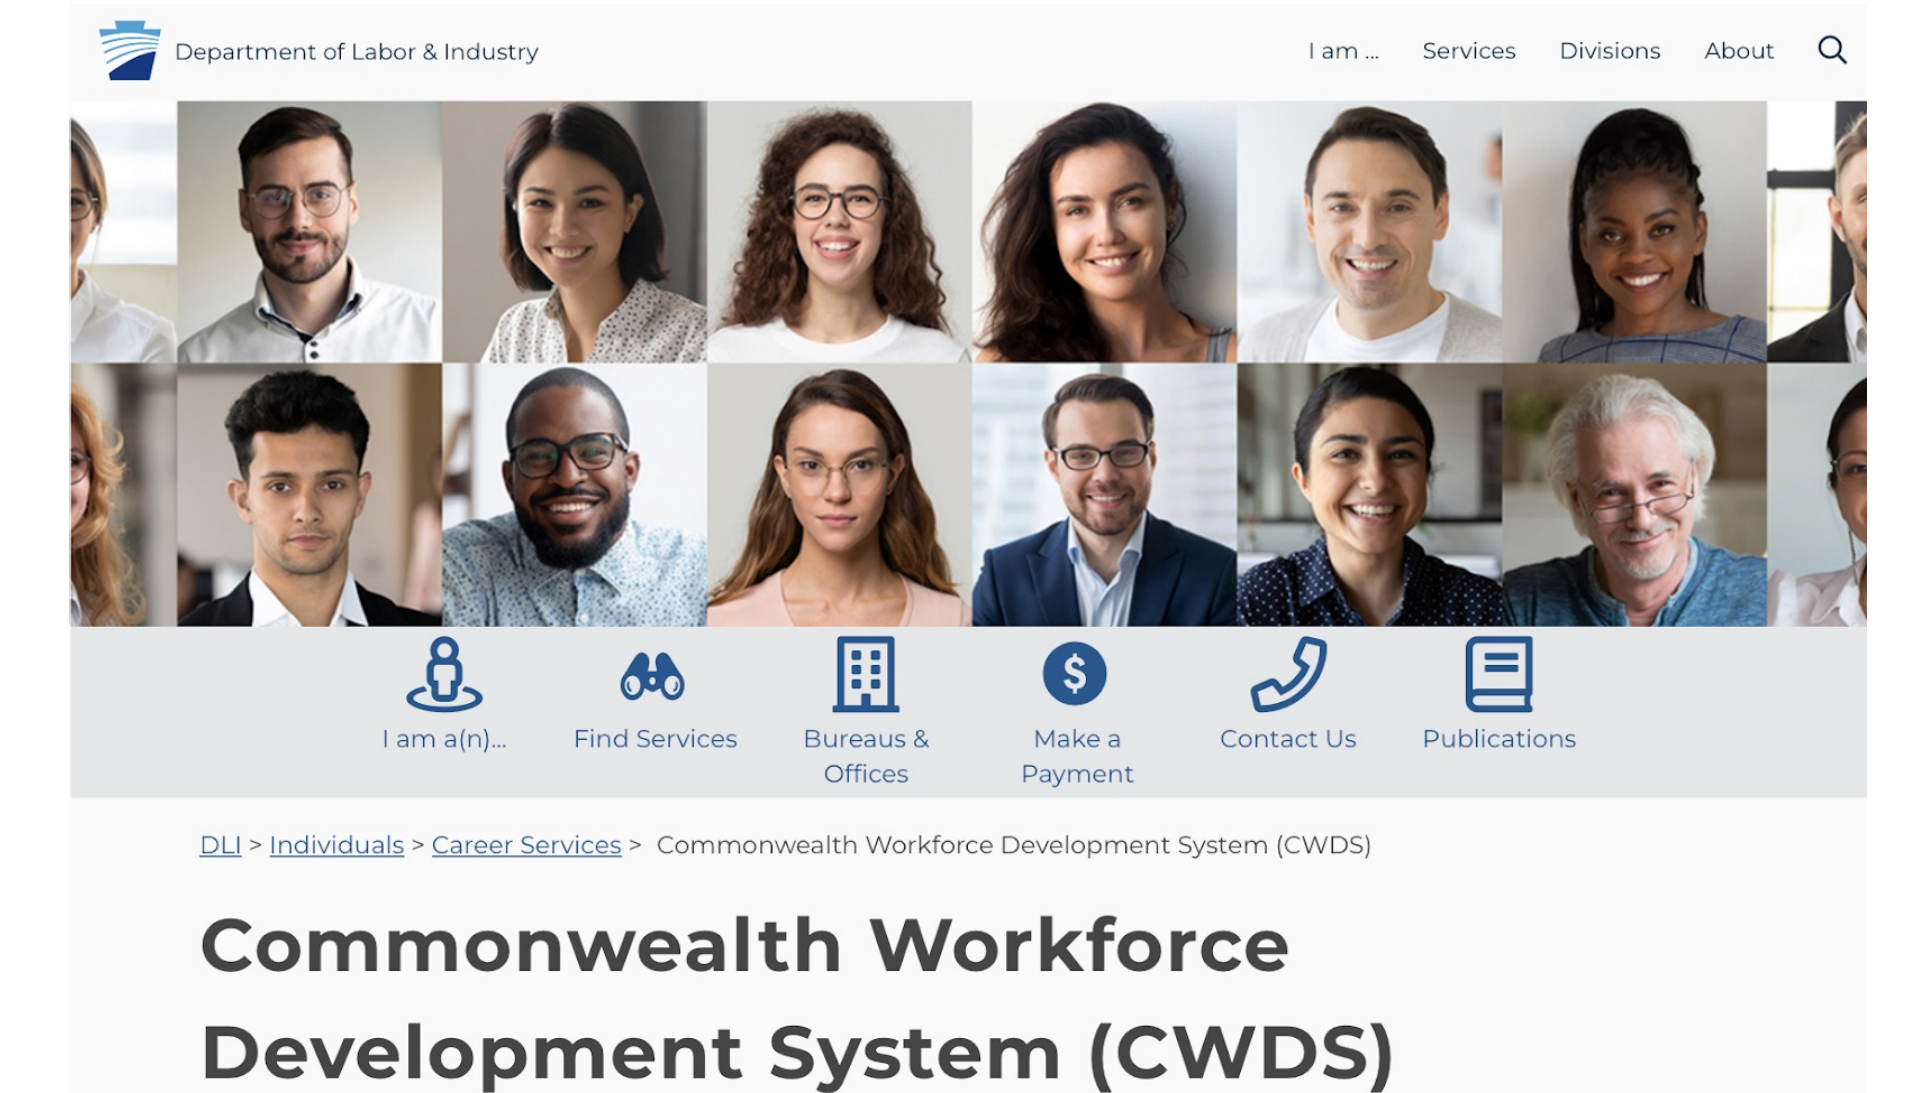 Department of Labor & Industry
I am ... Services Divisions About
I am a(n)...
Find Services
Bureaus &
Offices
Make a
Payment
Contact Us
Publications
DLI > Individuals > Career Services > Commonwealth Workforce Development System (CWDS)
Commonwealth Workforce
Development System (CWDS)